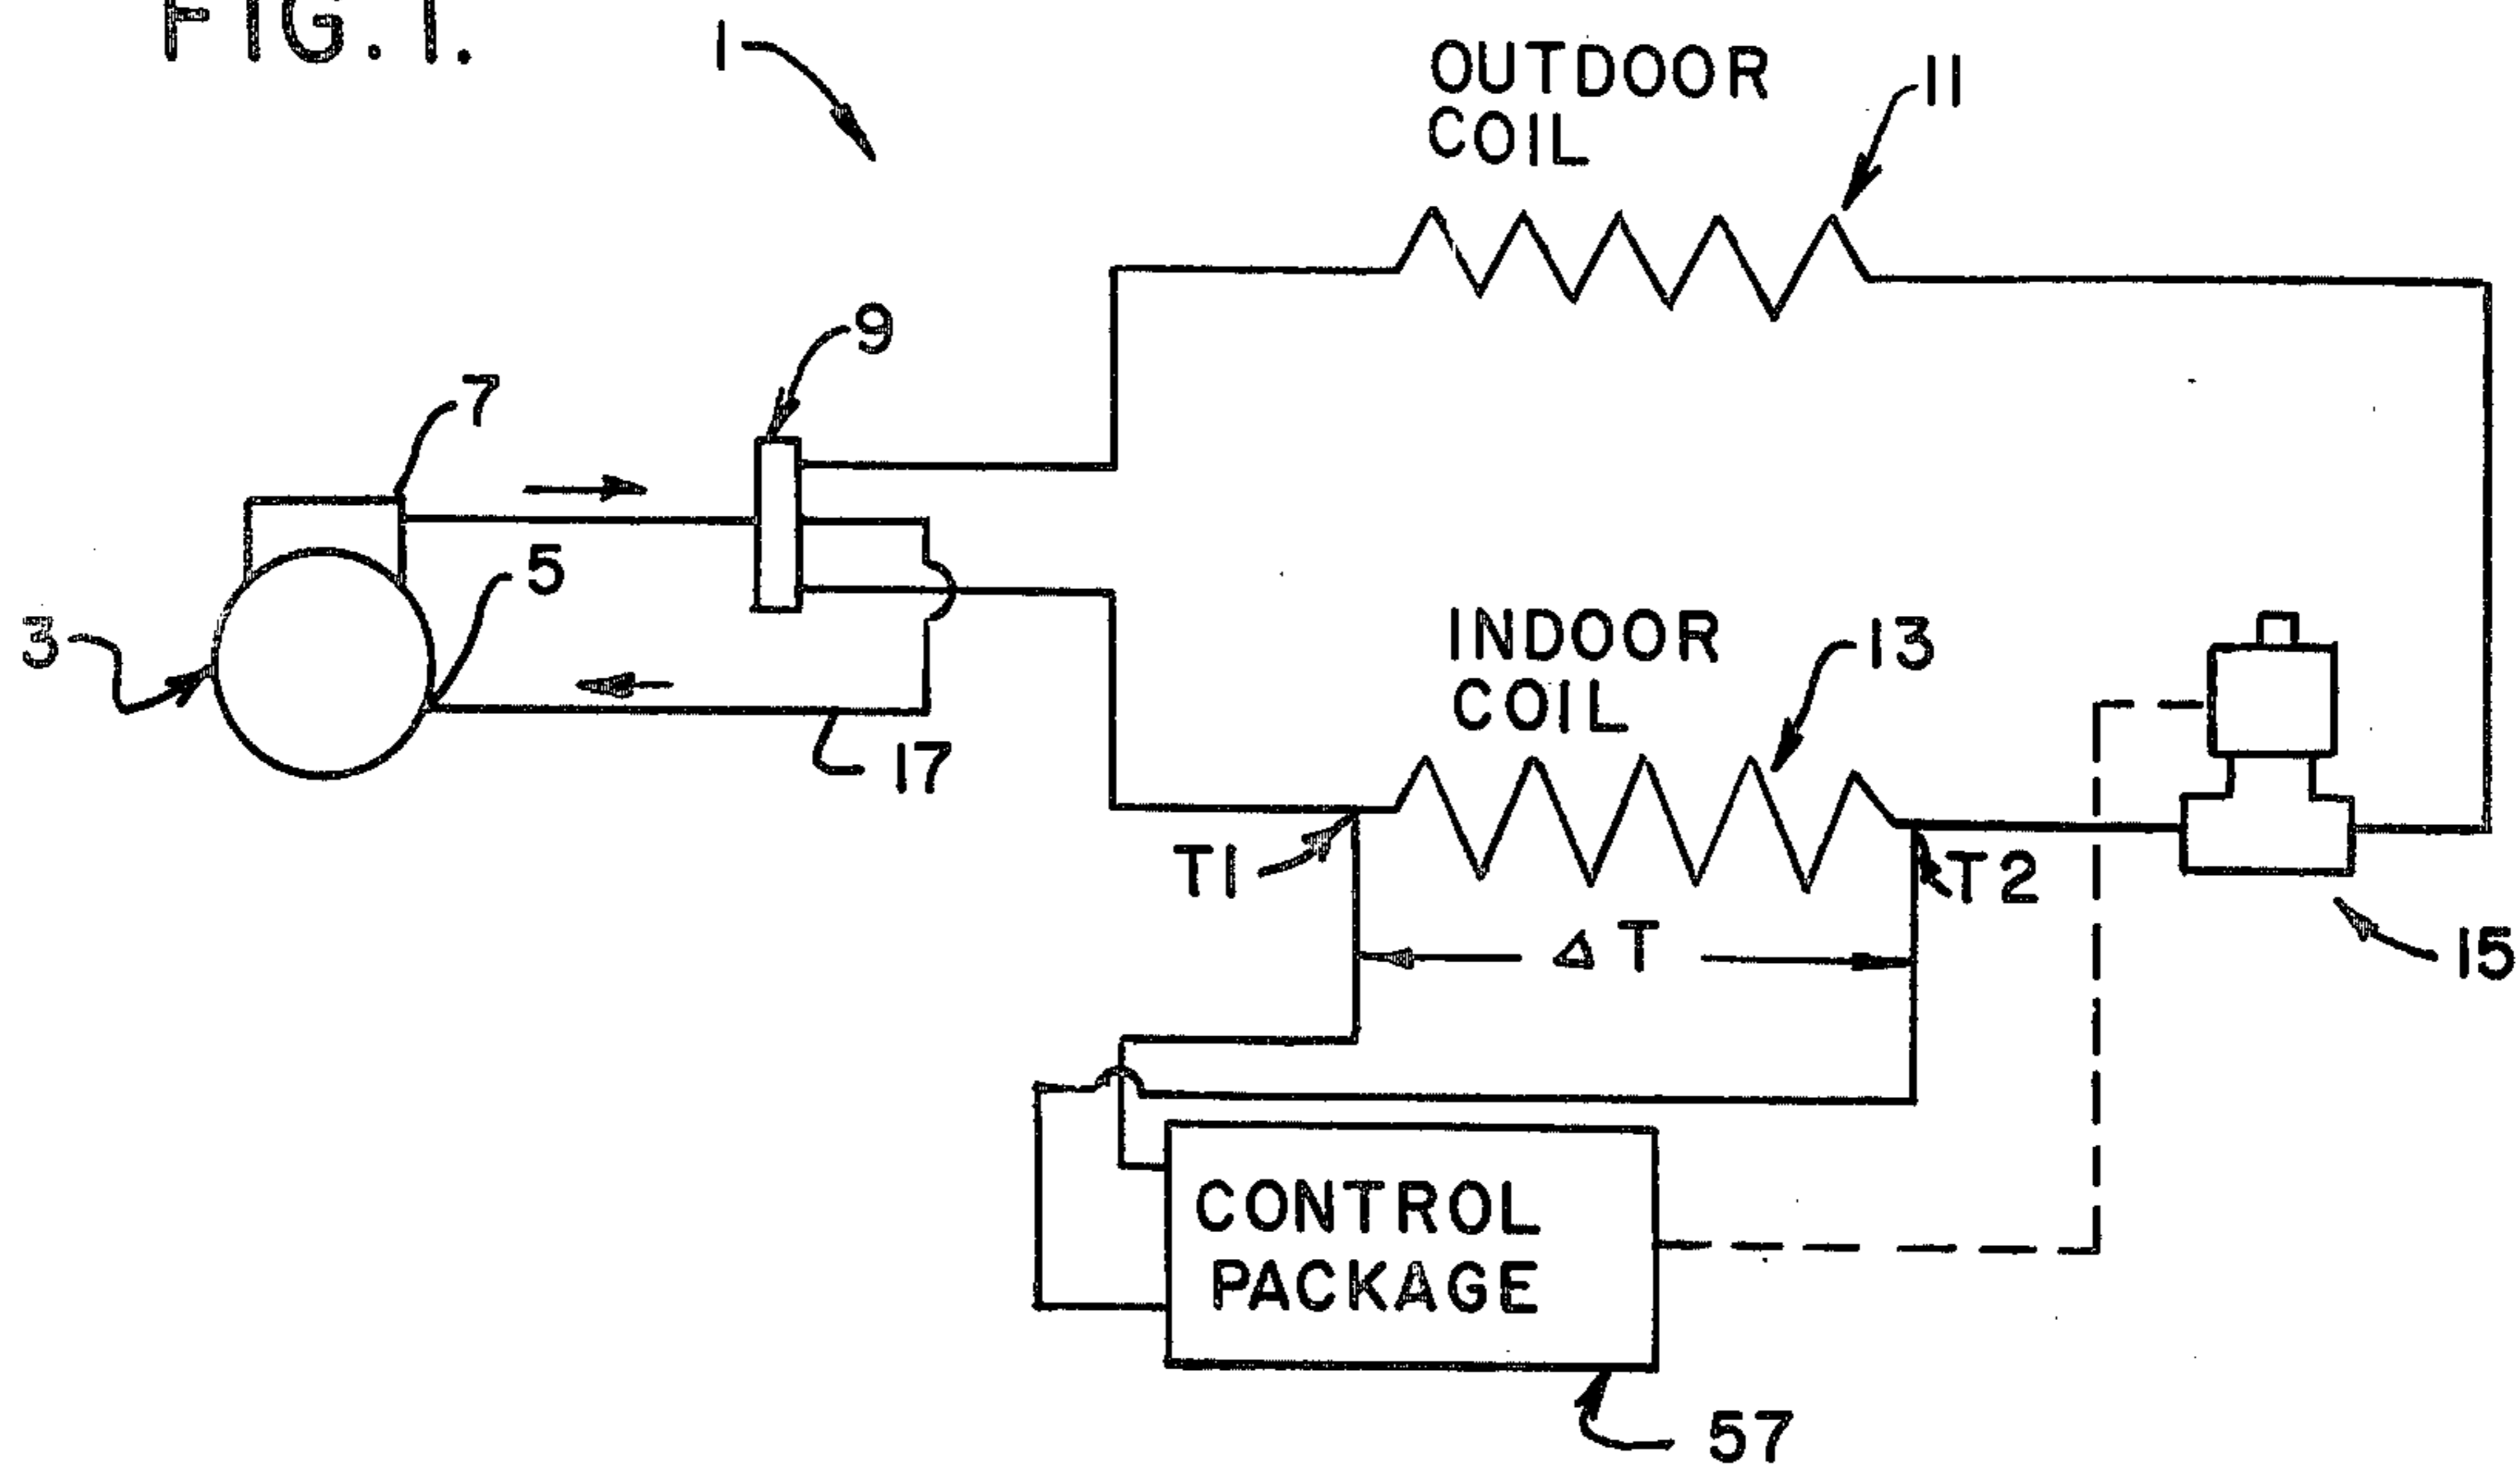 FIG. 1.
1
OUTDOOR
COIL
11
9
7
5
3
INDOOR
COIL
13
17
T1
T2
Δ T
15
CONTROL
PACKAGE
57